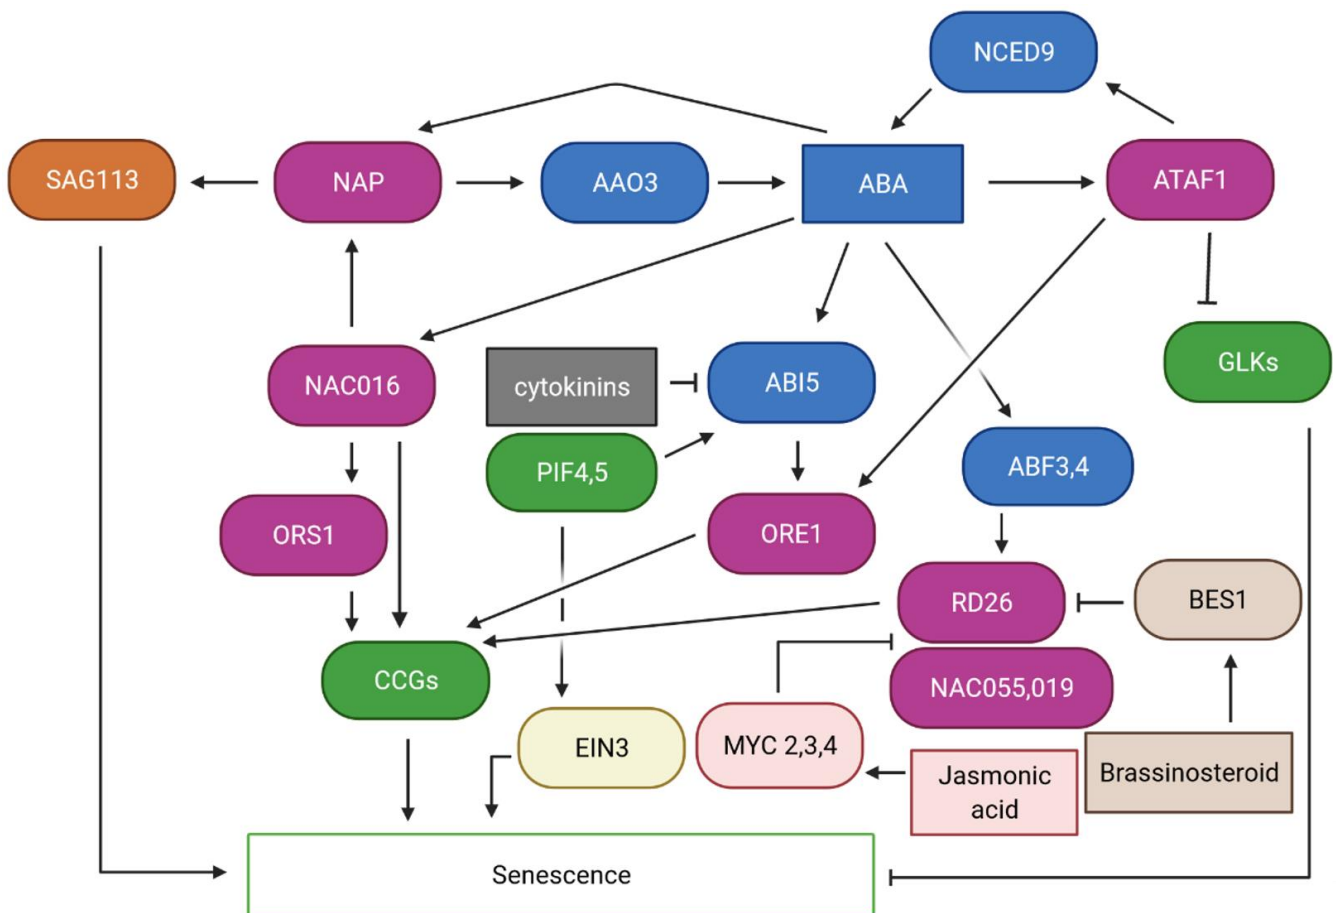 NCED9
SAG113
NAP
AAO3
ABA
ATAF1
NAC016
cytokinins
ABI5
GLKs
PIF4,5
ABF3,4
ORS1
ORE1
RD26
BES1
CCGs
NAC055,019
EIN3
MYC 2,3,4
Jasmonic
acid
Brassinosteroid
Senescence